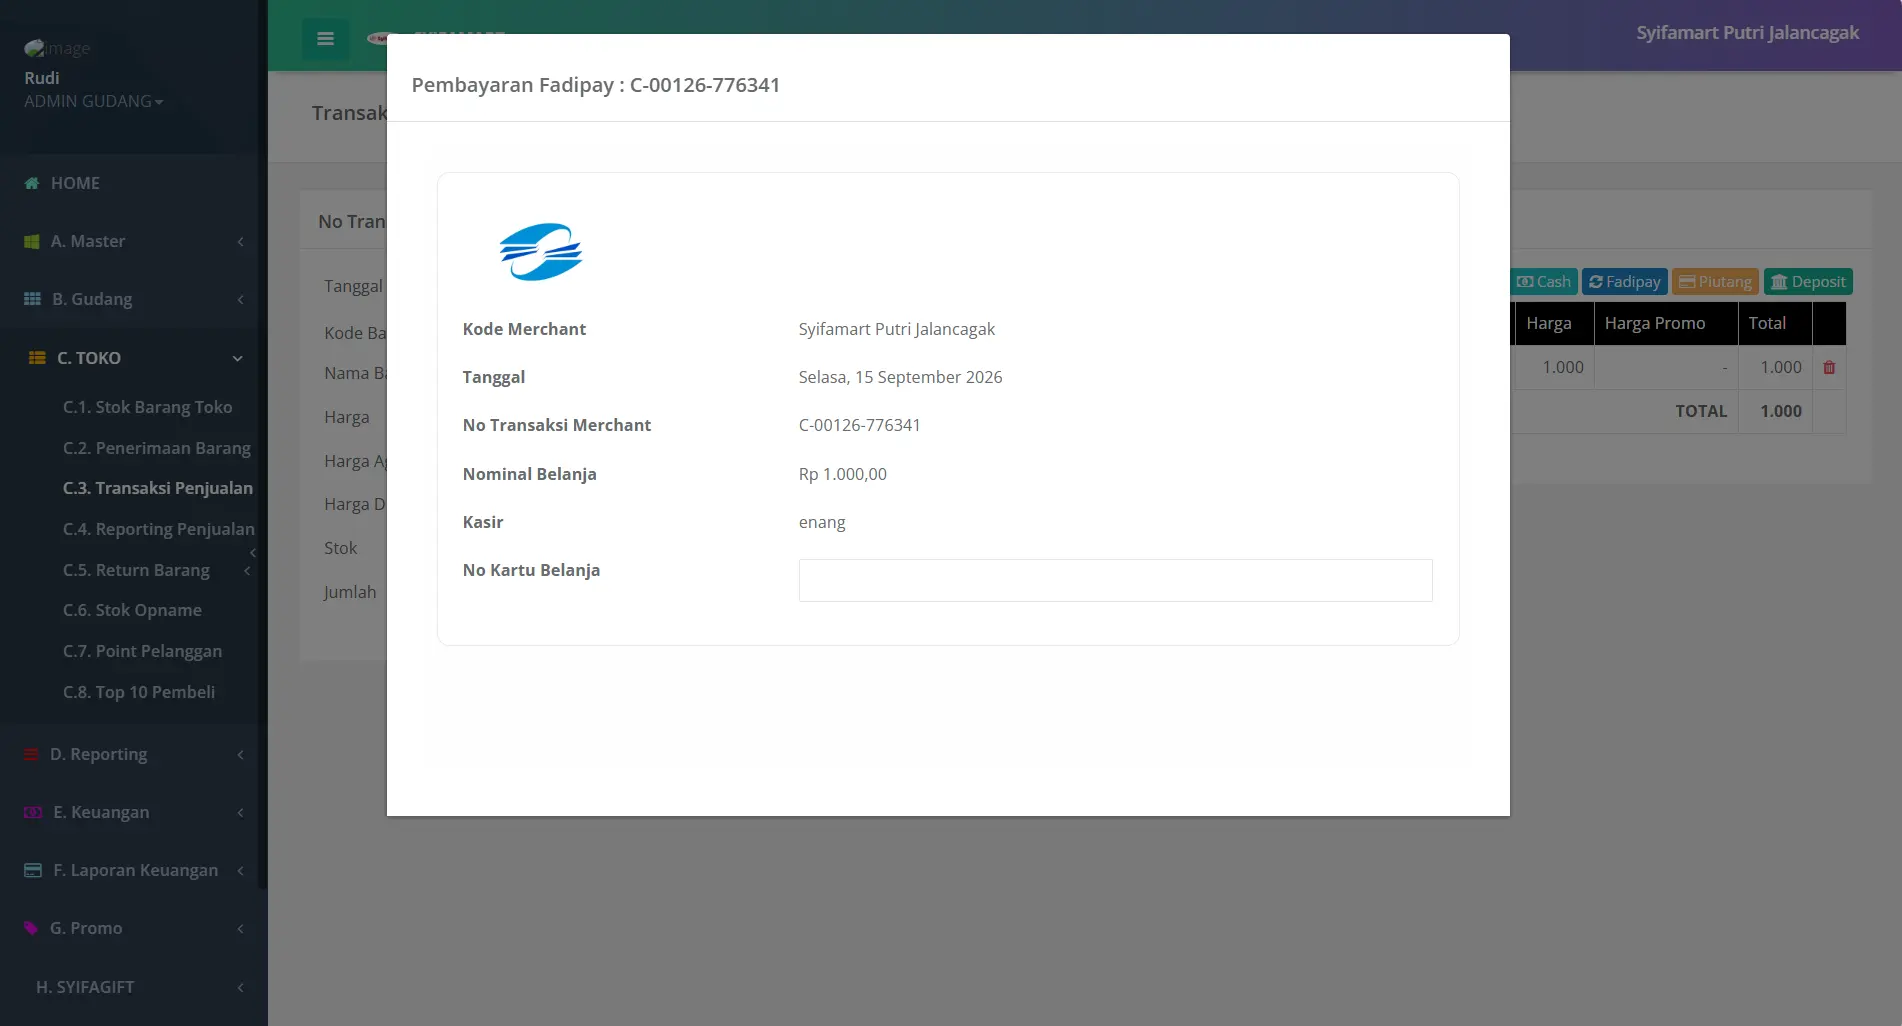 image
Rudi
ADMIN GUDANG
HOME
A. Master
B. Gudang
C. TOKO
C.1. Stok Barang Toko
C.2. Penerimaan Barang
C.3. Transaksi Penjualan
C.4. Reporting Penjualan
C.5. Return Barang
C.6. Stok Opname
C.7. Point Pelanggan
C.8. Top 10 Pembeli
D. Reporting
E. Keuangan
F. Laporan Keuangan
G. Promo
H. SYIFAGIFT
Syifamart Putri Jalancagak
Transak
No Tran
Tanggal
Kode Ba
Nama Ba
Harga
Harga Ag
Harga D
Stok
Jumlah
Pembayaran Fadipay : C-00126-776341
Kode Merchant Syifamart Putri Jalancagak
Tanggal Selasa, 15 September 2026
No Transaksi Merchant C-00126-776341
Nominal Belanja Rp 1.000,00
Kasir enang
No Kartu Belanja
Cash Fadipay Piutang Deposit
Harga Harga Promo Total
1.000 - 1.000
TOTAL 1.000